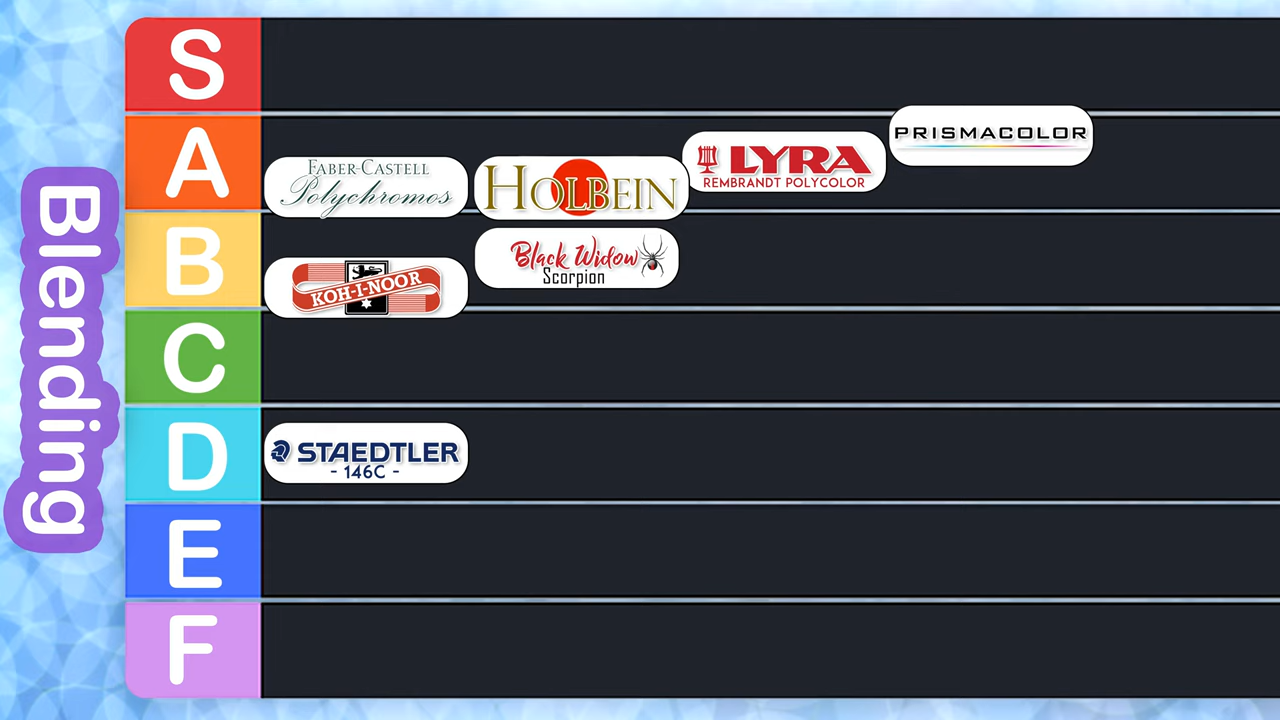 Blending
S
A
PRISMACOLOR
LYRA
REMBRANDT POLYCOLOR
FABER-CASTELL
Polychromos
HOLBEIN
B
Black Widow
Scorpion
KOH-I-NOOR
C
D
STAEDTLER
- 146C -
E
F